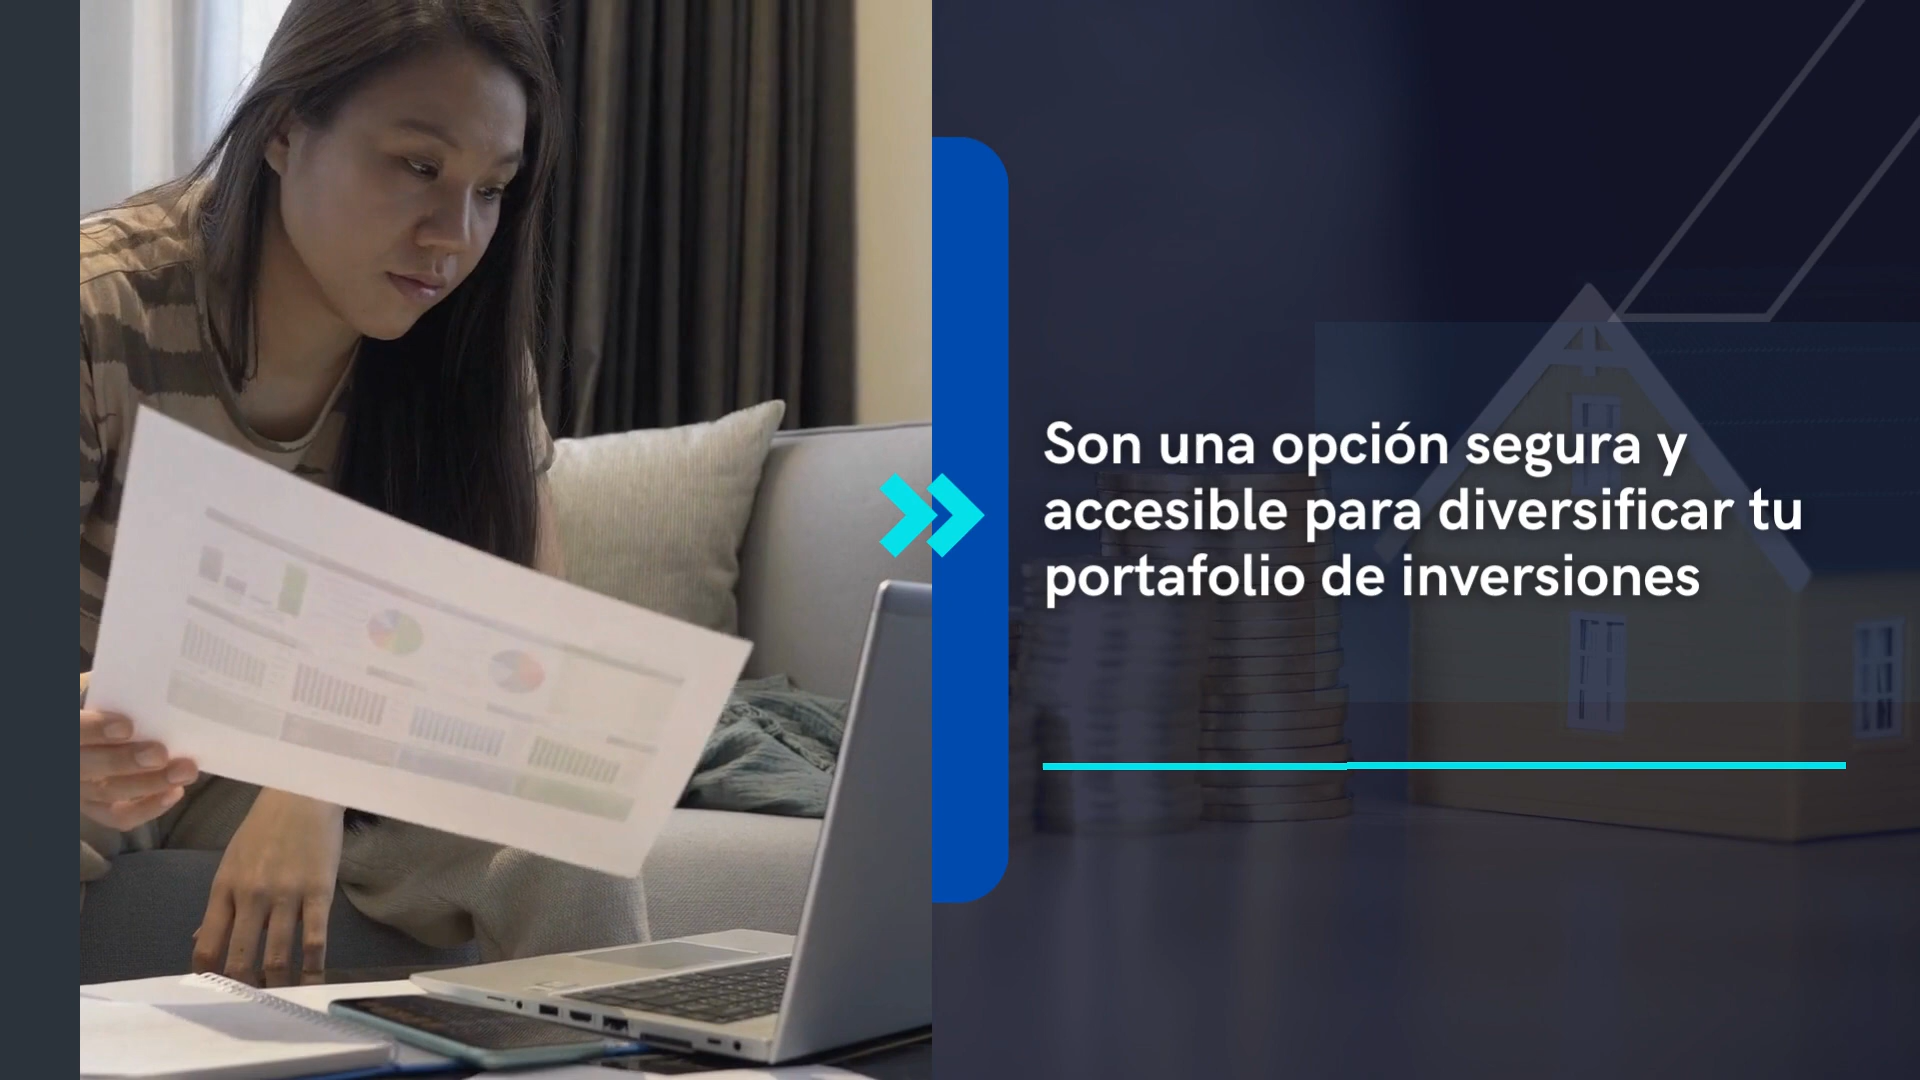 Son una opción segura y
accesible para diversificar tu
portafolio de inversiones